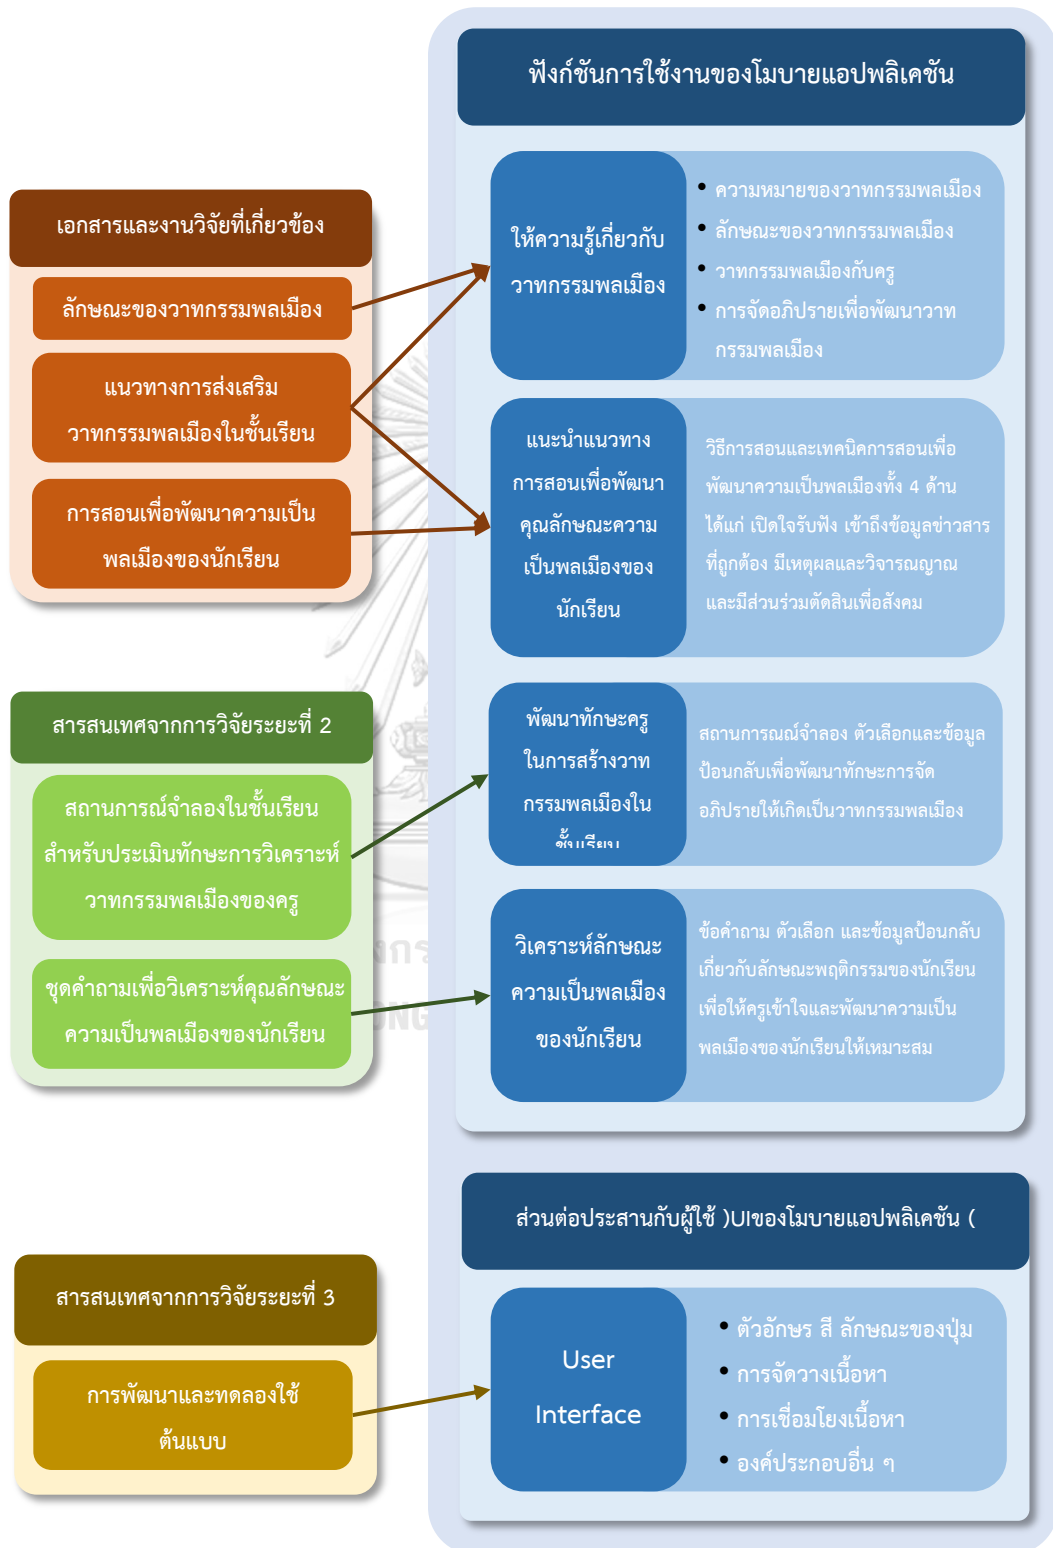 ฟังก์ชันการใช้งานของโมบายแอปพลิเคชัน
เอกสารและงานวิจัยที่เกี่ยวข้อง
ลักษณะของวาทกรรมพลเมือง
แนวทางการส่งเสริม
วาทกรรมพลเมืองในชั้นเรียน
การสอนเพื่อพัฒนาความเป็น
พลเมืองของนักเรียน
ให้ความรู้เกี่ยวกับ
วาทกรรมพลเมือง
• ความหมายของวาทกรรมพลเมือง
• ลักษณะของวาทกรรมพลเมือง
• วาทกรรมพลเมืองกับครู
• การจัดอภิปรายเพื่อพัฒนาวาท
กรรมพลเมือง
แนะนำแนวทาง
การสอนเพื่อพัฒนา
คุณลักษณะความ
เป็นพลเมืองของ
นักเรียน
วิธีการสอนและเทคนิคการสอนเพื่อ
พัฒนาความเป็นพลเมืองทั้ง 4 ด้าน
ได้แก่ เปิดใจรับฟัง เข้าถึงข้อมูลข่าวสาร
ที่ถูกต้อง มีเหตุผลและวิจารณญาณ
และมีส่วนร่วมตัดสินเพื่อสังคม
สารสนเทศจากการวิจัยระยะที่ 2
สถานการณ์จำลองในชั้นเรียน
สำหรับประเมินทักษะการวิเคราะห์
วาทกรรมพลเมืองของครู
ชุดคำถามเพื่อวิเคราะห์คุณลักษณะ
ความเป็นพลเมืองของนักเรียน
พัฒนาทักษะครู
ในการสร้างวาท
กรรมพลเมืองใน
ชั้นเรียน
สถานการณณ์จำลอง ตัวเลือกและข้อมูล
ป้อนกลับเพื่อพัฒนาทักษะการจัด
อภิปรายให้เกิดเป็นวาทกรรมพลเมือง
วิเคราะห์ลักษณะ
ความเป็นพลเมือง
ของนักเรียน
ข้อคำถาม ตัวเลือก และข้อมูลป้อนกลับ
เกี่ยวกับลักษณะพฤติกรรมของนักเรียน
เพื่อให้ครูเข้าใจและพัฒนาความเป็น
พลเมืองของนักเรียนให้เหมาะสม
ส่วนต่อประสานกับผู้ใช้ )UIของโมบายแอปพลิเคชัน (
สารสนเทศจากการวิจัยระยะที่ 3
การพัฒนาและทดลองใช้
ต้นแบบ
User
Interface
• ตัวอักษร สี ลักษณะของปุ่ม
• การจัดวางเนื้อหา
• การเชื่อมโยงเนื้อหา
• องค์ประกอบอื่น ๆ